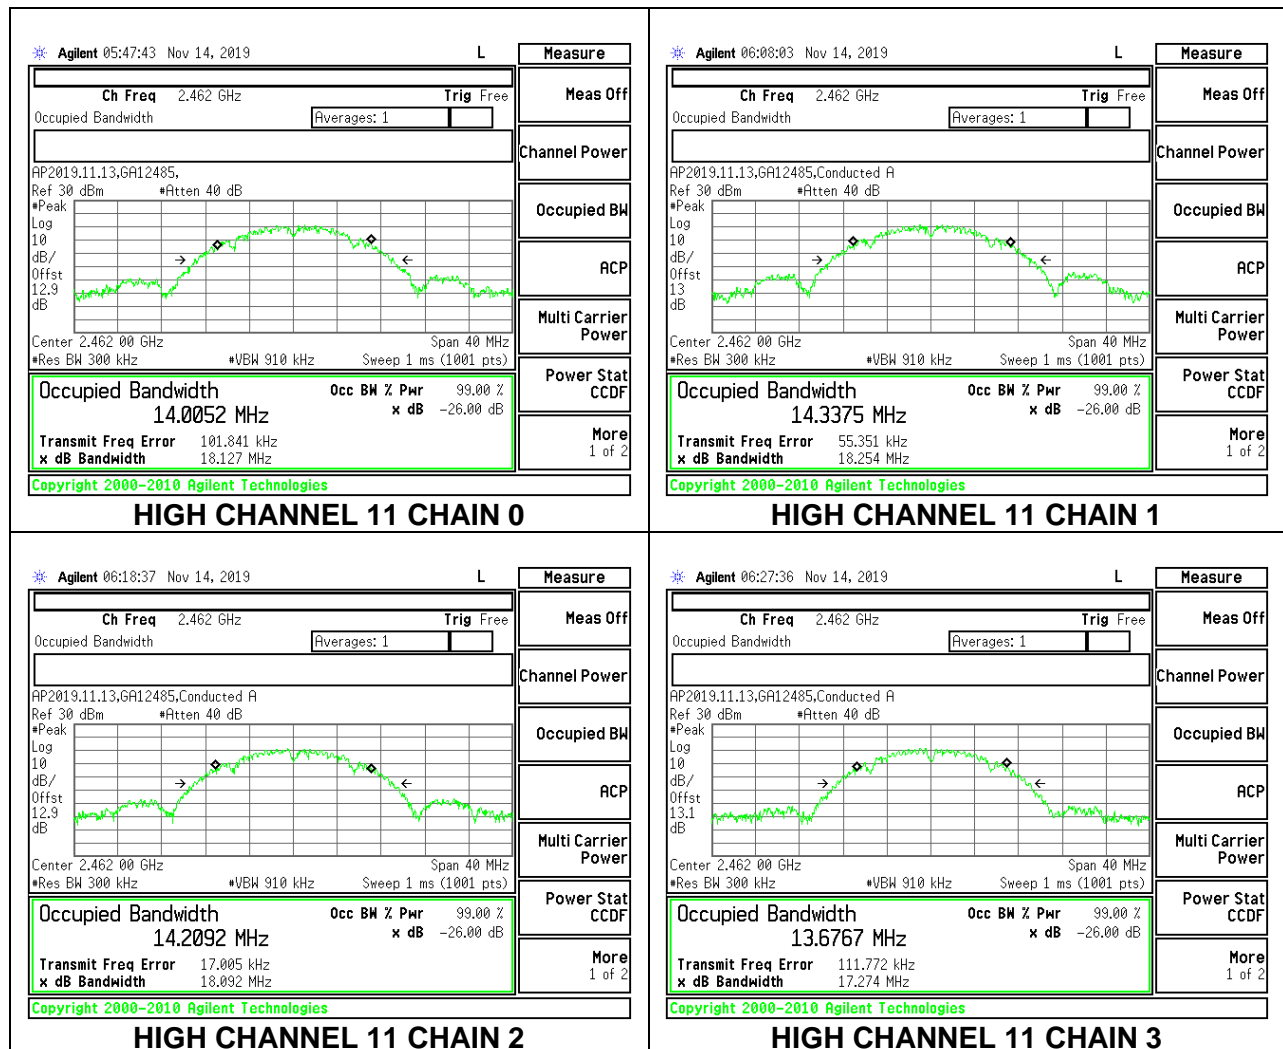 Agilent 05:47:43 Nov 14, 2019 L Measure
Ch Freq 2.462 GHz Trig Free
Occupied Bandwidth Averages: 1
AP2019.11.13,GA12485,
Ref 30 dBm #Atten 40 dB
#Peak
Log
10
dB/
Offst
12.9
dB
Center 2.462 00 GHz Span 40 MHz
#Res BW 300 kHz #VBW 910 kHz Sweep 1 ms (1001 pts)
Occupied Bandwidth Occ BW % Pwr 99.00 %
14.0052 MHz x dB -26.00 dB
Transmit Freq Error 101.841 kHz
x dB Bandwidth 18.127 MHz
Copyright 2000-2010 Agilent Technologies
Meas Off
Channel Power
Occupied BW
ACP
Multi Carrier
Power
Power Stat
CCDF
More
1 of 2
HIGH CHANNEL 11 CHAIN 0
Agilent 06:08:03 Nov 14, 2019 L Measure
Ch Freq 2.462 GHz Trig Free
Occupied Bandwidth Averages: 1
AP2019.11.13,GA12485,Conducted A
Ref 30 dBm #Atten 40 dB
#Peak
Log
10
dB/
Offst
13
dB
Center 2.462 00 GHz Span 40 MHz
#Res BW 300 kHz #VBW 910 kHz Sweep 1 ms (1001 pts)
Occupied Bandwidth Occ BW % Pwr 99.00 %
14.3375 MHz x dB -26.00 dB
Transmit Freq Error 55.351 kHz
x dB Bandwidth 18.254 MHz
Copyright 2000-2010 Agilent Technologies
Meas Off
Channel Power
Occupied BW
ACP
Multi Carrier
Power
Power Stat
CCDF
More
1 of 2
HIGH CHANNEL 11 CHAIN 1
Agilent 06:18:37 Nov 14, 2019 L Measure
Ch Freq 2.462 GHz Trig Free
Occupied Bandwidth Averages: 1
AP2019.11.13,GA12485,Conducted A
Ref 30 dBm #Atten 40 dB
#Peak
Log
10
dB/
Offst
12.9
dB
Center 2.462 00 GHz Span 40 MHz
#Res BW 300 kHz #VBW 910 kHz Sweep 1 ms (1001 pts)
Occupied Bandwidth Occ BW % Pwr 99.00 %
14.2092 MHz x dB -26.00 dB
Transmit Freq Error 17.005 kHz
x dB Bandwidth 18.092 MHz
Copyright 2000-2010 Agilent Technologies
Meas Off
Channel Power
Occupied BW
ACP
Multi Carrier
Power
Power Stat
CCDF
More
1 of 2
HIGH CHANNEL 11 CHAIN 2
Agilent 06:27:36 Nov 14, 2019 L Measure
Ch Freq 2.462 GHz Trig Free
Occupied Bandwidth Averages: 1
AP2019.11.13,GA12485,Conducted A
Ref 30 dBm #Atten 40 dB
#Peak
Log
10
dB/
Offst
13.1
dB
Center 2.462 00 GHz Span 40 MHz
#Res BW 300 kHz #VBW 910 kHz Sweep 1 ms (1001 pts)
Occupied Bandwidth Occ BW % Pwr 99.00 %
13.6767 MHz x dB -26.00 dB
Transmit Freq Error 111.772 kHz
x dB Bandwidth 17.274 MHz
Copyright 2000-2010 Agilent Technologies
Meas Off
Channel Power
Occupied BW
ACP
Multi Carrier
Power
Power Stat
CCDF
More
1 of 2
HIGH CHANNEL 11 CHAIN 3